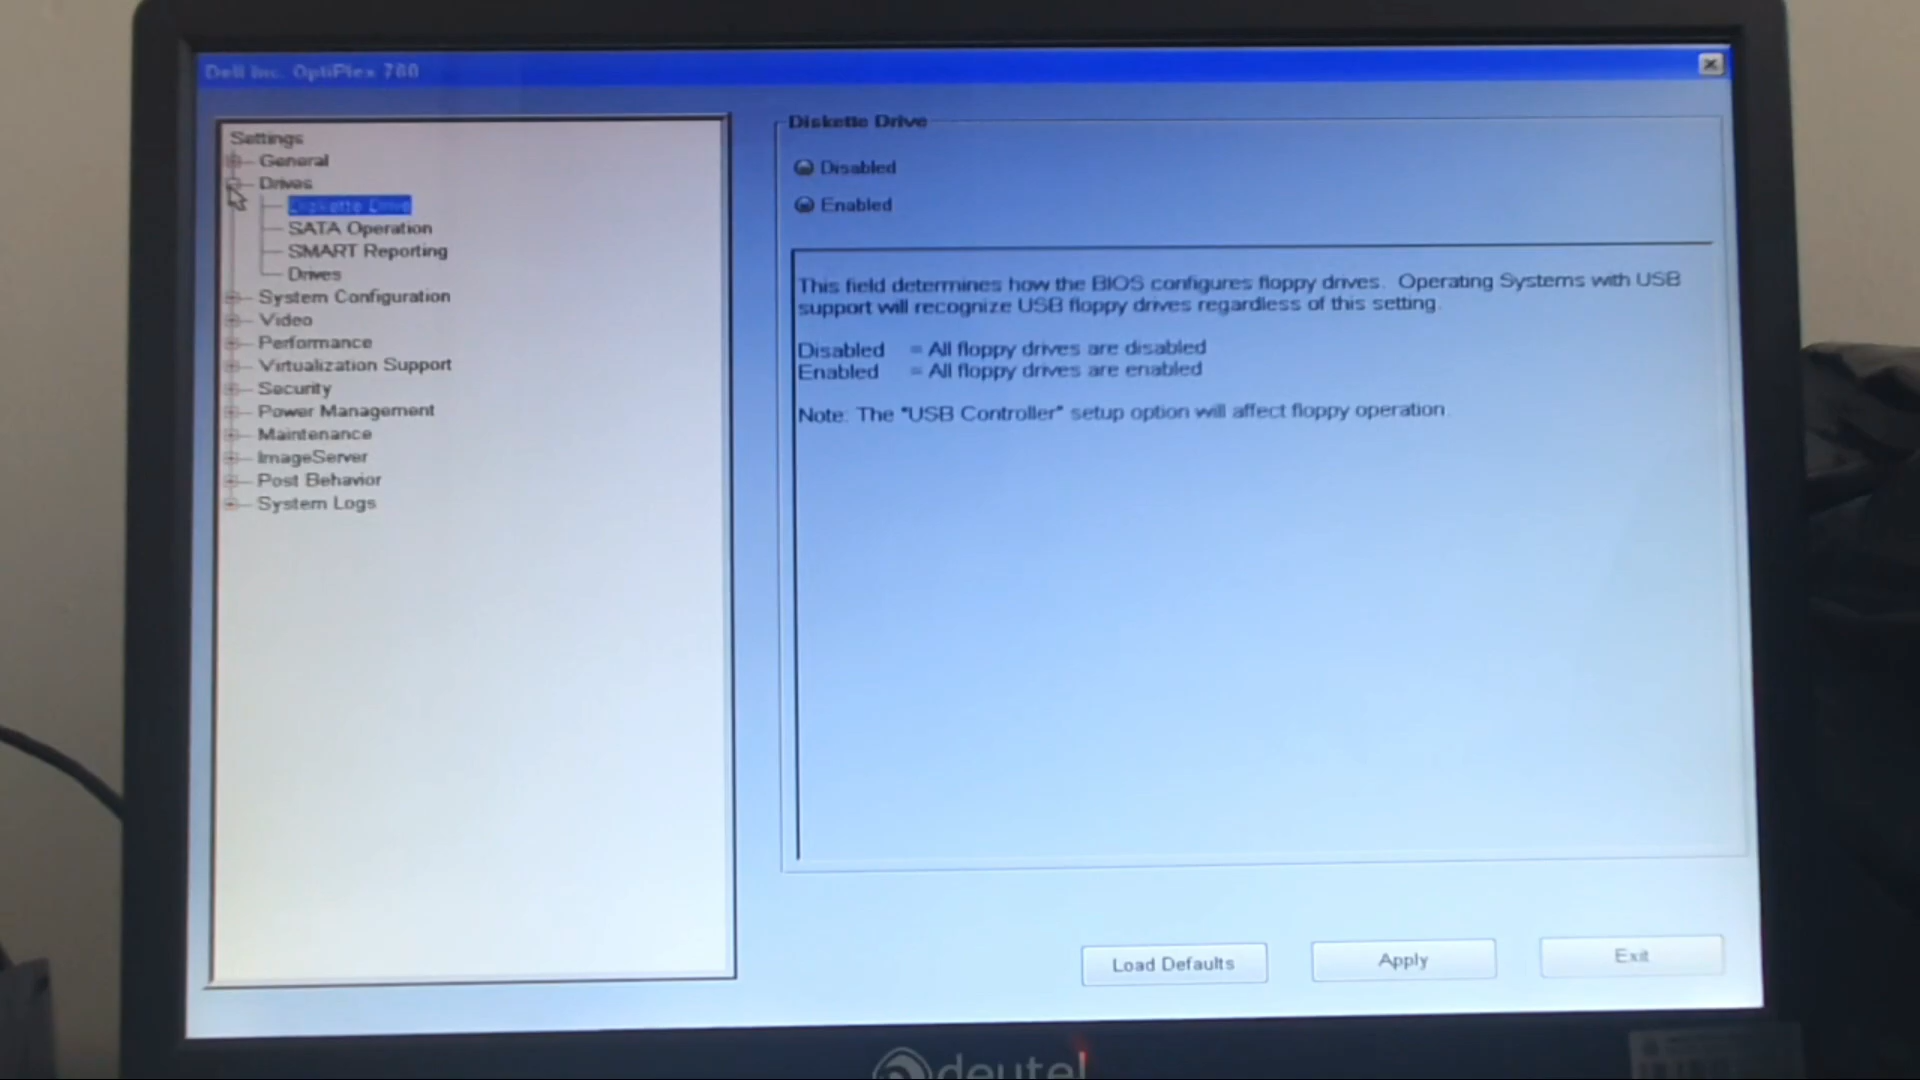 Dell Inc. OptiPlex 780
Settings
General
Drives
Diskette Drive
SATA Operation
SMART Reporting
Drives
System Configuration
Video
Performance
Virtualization Support
Security
Power Management
Maintenance
ImageServer
Post Behavior
System Logs
Diskette Drive
Disabled
Enabled
This field determines how the BIOS configures floppy drives. Operating Systems with USB
support will recognize USB floppy drives regardless of this setting.
Disabled = All floppy drives are disabled
Enabled = All floppy drives are enabled
Note: The "USB Controller" setup option will affect floppy operation.
Load Defaults
Apply
Exit
deutel